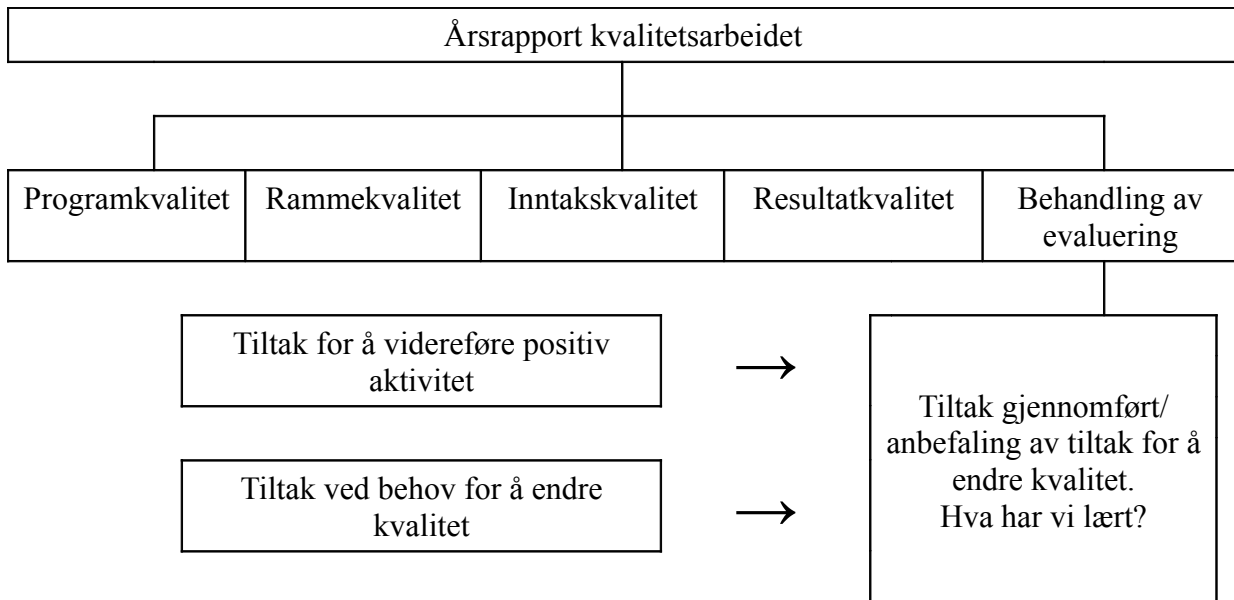 Årsrapport kvalitetsarbeidet
Programkvalitet
Rammekvalitet
Inntakskvalitet
Resultatkvalitet
Behandling av
evaluering
Tiltak for å videreføre positiv
aktivitet
Tiltak ved behov for å endre
kvalitet
Tiltak gjennomført/
anbefaling av tiltak for å
endre kvalitet.
Hva har vi lært?